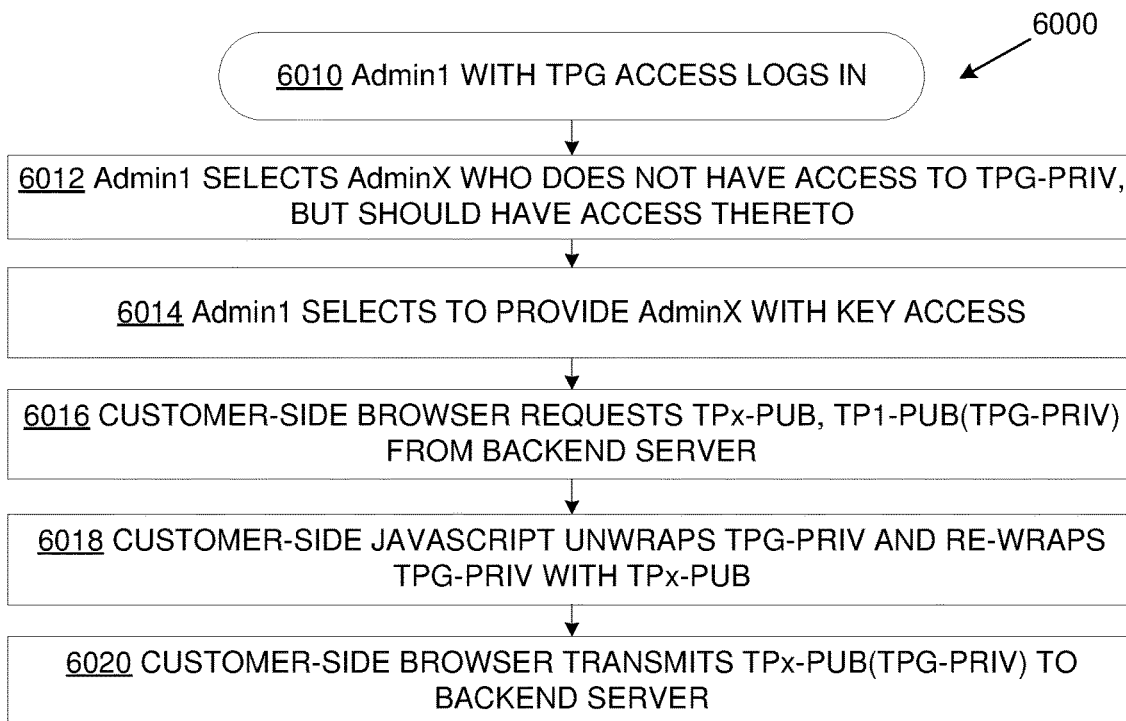 6000
6010 Admin1 WITH TPG ACCESS LOGS IN
6012 Admin1 SELECTS AdminX WHO DOES NOT HAVE ACCESS TO TPG-PRIV,
BUT SHOULD HAVE ACCESS THERETO
6014 Admin1 SELECTS TO PROVIDE AdminX WITH KEY ACCESS
6016 CUSTOMER-SIDE BROWSER REQUESTS TPx-PUB, TP1-PUB(TPG-PRIV)
FROM BACKEND SERVER
6018 CUSTOMER-SIDE JAVASCRIPT UNWRAPS TPG-PRIV AND RE-WRAPS
TPG-PRIV WITH TPx-PUB
6020 CUSTOMER-SIDE BROWSER TRANSMITS TPx-PUB(TPG-PRIV) TO
BACKEND SERVER